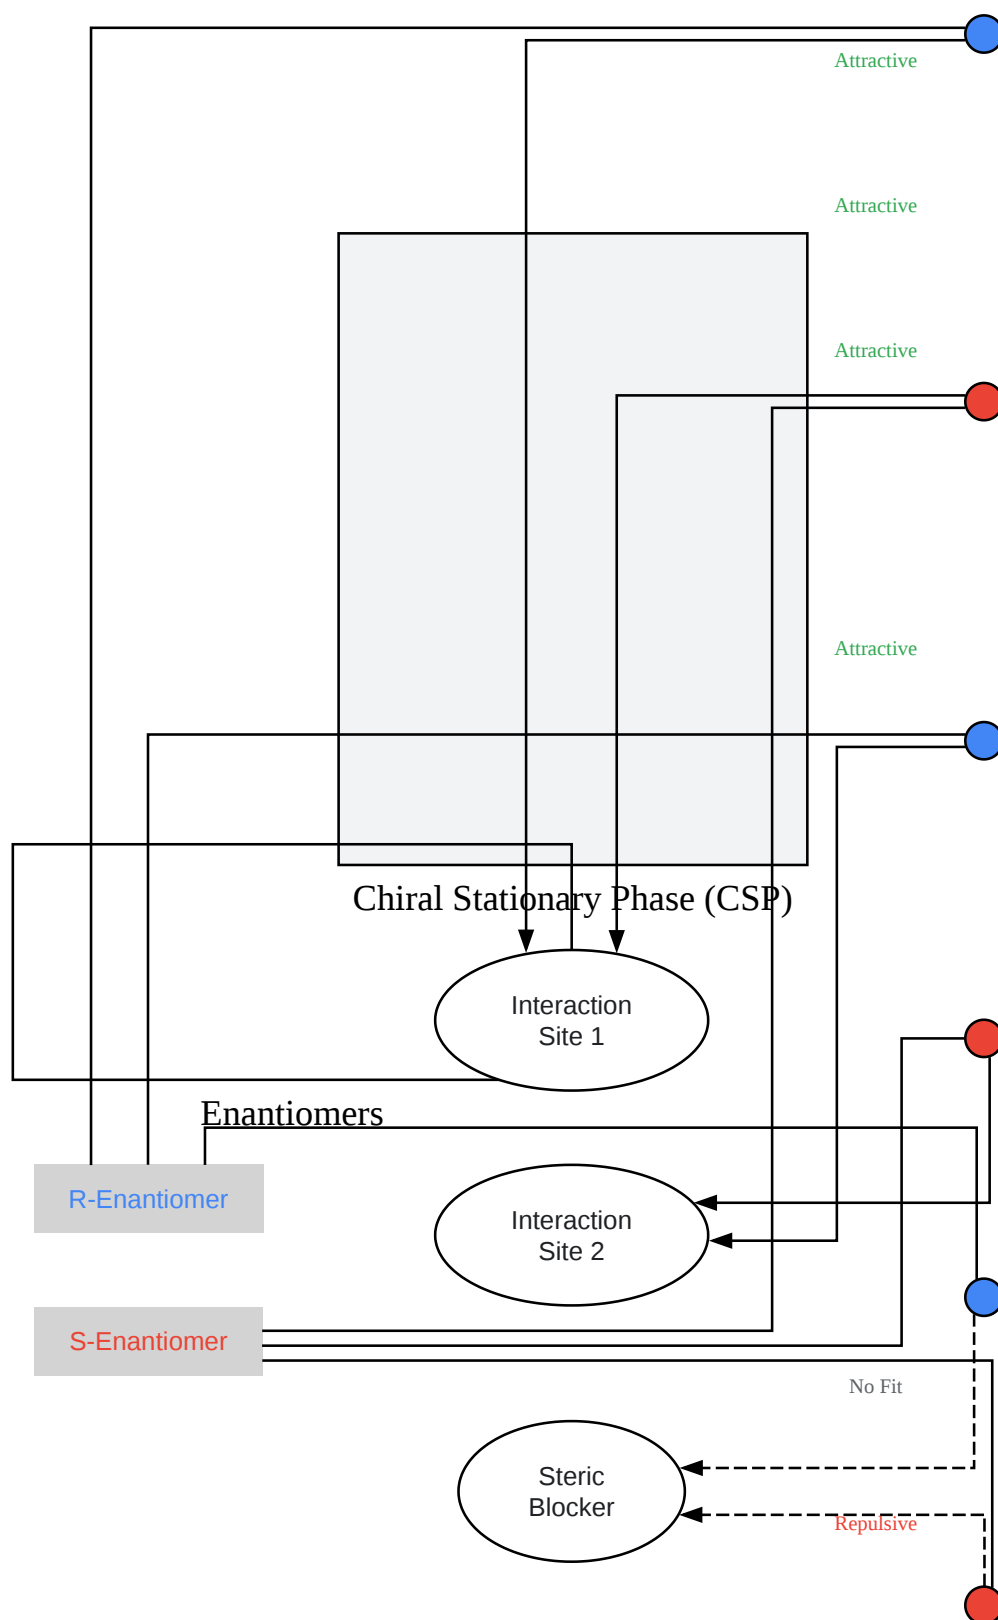 Attractive
Attractive
Attractive
Attractive
Chiral Stationary Phase (CSP)
Interaction
Site 1
Enantiomers
R-Enantiomer
Interaction
Site 2
S-Enantiomer
No Fit
Steric
Blocker
Repulsive